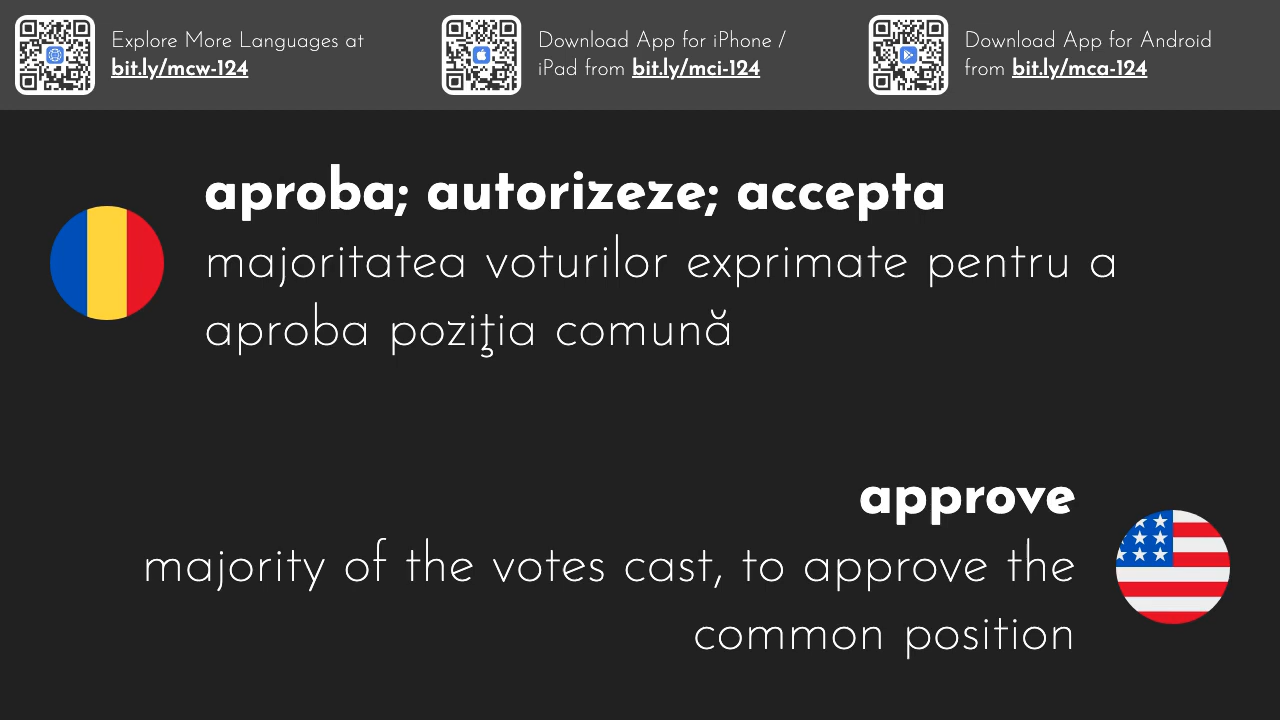 Explore More Languages at
bit.ly/mcw-124
Download App for iPhone /
iPad from bit.ly/mci-124
Download App for Android
from bit.ly/mca-124
aproba; autorizeze; accepta
majoritatea voturilor exprimate pentru a
aproba poziţia comună
approve
majority of the votes cast, to approve the
common position